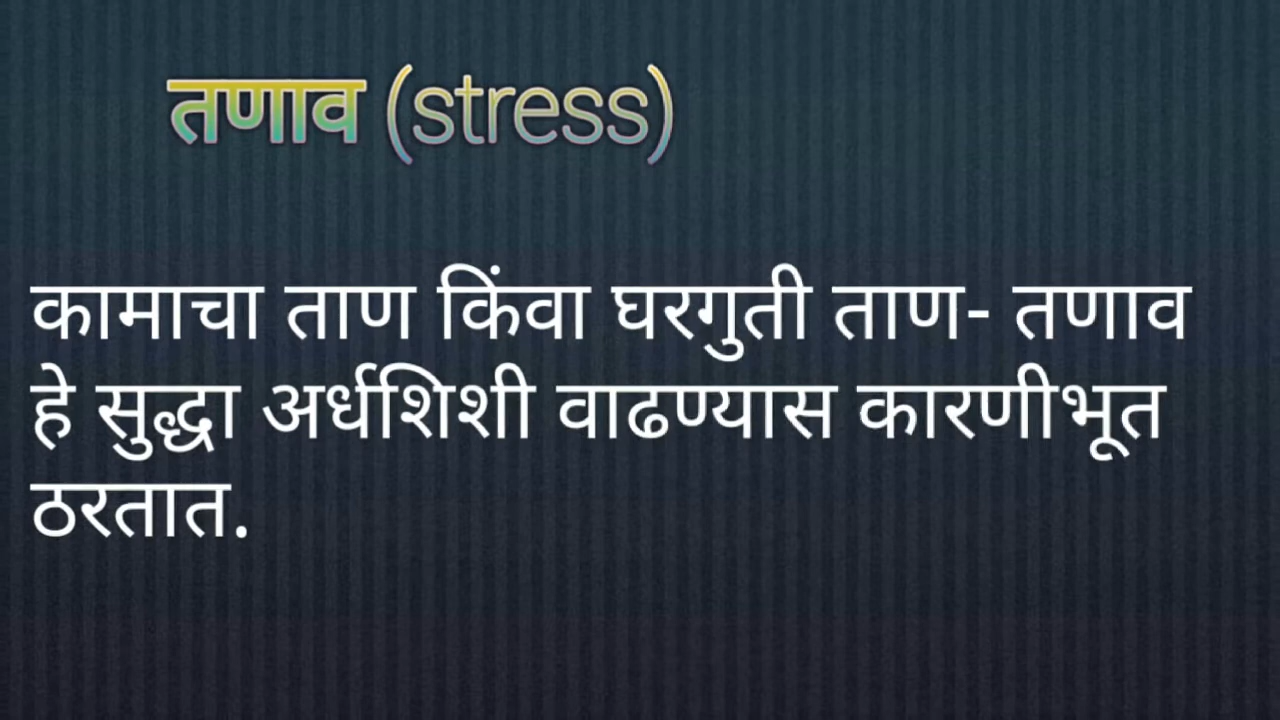 तणाव (stress)
कामाचा ताण किंवा घरगुती ताण- तणाव
हे सुद्धा अर्धशिशी वाढण्यास कारणीभूत
ठरतात.